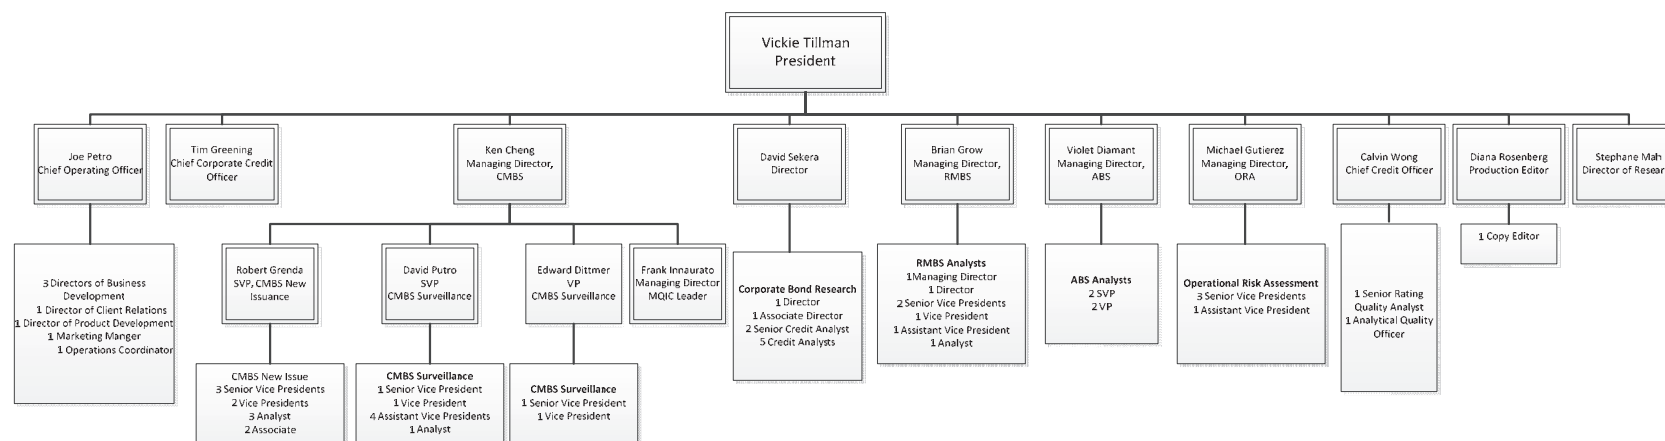 Vickie Tillman
President
Joe Petro
Chief Operating Officer
Tim Greening
Chief Corporate Credit
Officer
Ken Cheng
Managing Director,
CMBS
David Sekera
Director
Brian Grow
Managing Director,
RMBS
Violet Diamant
Managing Director,
ABS
Michael Gutierez
Managing Director,
ORA
Calvin Wong
Chief Credit Officer
Diana Rosenberg
Production Editor
Stephane Mah
Director of Resear
3 Directors of Business
Development
1 Director of Client Relations
1 Director of Product Development
1 Marketing Manger
1 Operations Coordinator
Robert Grenda
SVP, CMBS New
Issuance
David Putro
SVP
CMBS Surveillance
Edward Dittmer
VP
CMBS Surveillance
Frank Innaurato
Managing Director
MQIC Leader
Corporate Bond Research
1 Director
1 Associate Director
2 Senior Credit Analyst
5 Credit Analysts
RMBS Analysts
1 Managing Director
1 Director
2 Senior Vice Presidents
1 Vice President
1 Assistant Vice President
1 Analyst
ABS Analysts
2 SVP
2 VP
Operational Risk Assessment
3 Senior Vice Presidents
1 Assistant Vice President
1 Senior Rating
Quality Analyst
1 Analytical Quality
Officer
1 Copy Editor
CMBS New Issue
3 Senior Vice Presidents
2 Vice Presidents
3 Analyst
2 Associate
CMBS Surveillance
1 Senior Vice President
1 Vice President
4 Assistant Vice Presidents
1 Analyst
CMBS Surveillance
1 Senior Vice President
1 Vice President